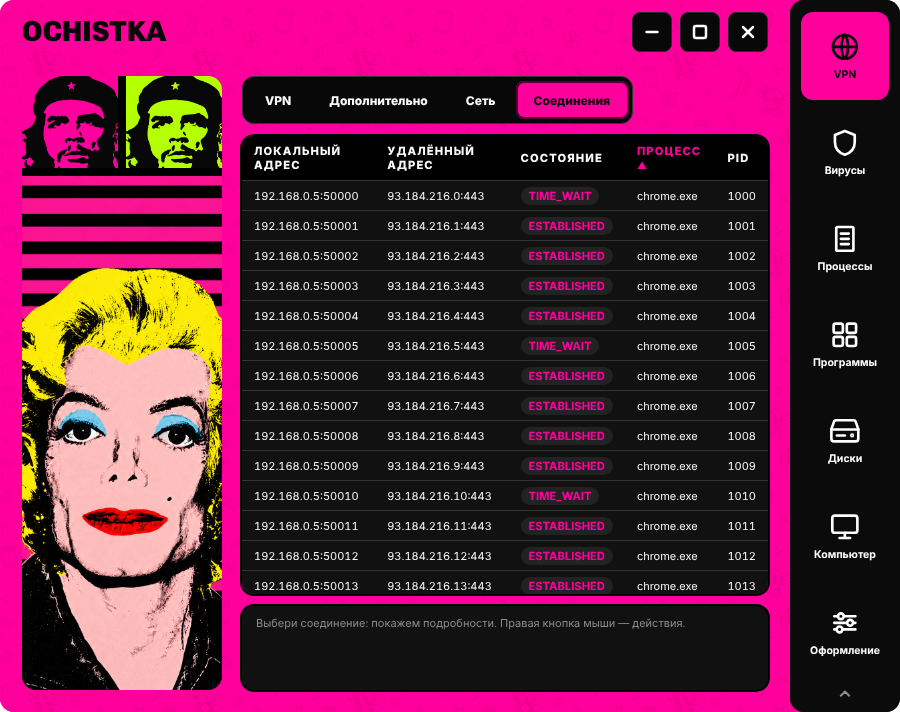 OCHISTKA
VPN Дополнительно Сеть Соединения
ЛОКАЛЬНЫЙ АДРЕС УДАЛЁННЫЙ АДРЕС СОСТОЯНИЕ ПРОЦЕСС ▲ PID
192.168.0.5:50000 93.184.216.0:443 TIME_WAIT chrome.exe 1000
192.168.0.5:50001 93.184.216.1:443 ESTABLISHED chrome.exe 1001
192.168.0.5:50002 93.184.216.2:443 ESTABLISHED chrome.exe 1002
192.168.0.5:50003 93.184.216.3:443 ESTABLISHED chrome.exe 1003
192.168.0.5:50004 93.184.216.4:443 ESTABLISHED chrome.exe 1004
192.168.0.5:50005 93.184.216.5:443 TIME_WAIT chrome.exe 1005
192.168.0.5:50006 93.184.216.6:443 ESTABLISHED chrome.exe 1006
192.168.0.5:50007 93.184.216.7:443 ESTABLISHED chrome.exe 1007
192.168.0.5:50008 93.184.216.8:443 ESTABLISHED chrome.exe 1008
192.168.0.5:50009 93.184.216.9:443 ESTABLISHED chrome.exe 1009
192.168.0.5:50010 93.184.216.10:443 TIME_WAIT chrome.exe 1010
192.168.0.5:50011 93.184.216.11:443 ESTABLISHED chrome.exe 1011
192.168.0.5:50012 93.184.216.12:443 ESTABLISHED chrome.exe 1012
192.168.0.5:50013 93.184.216.13:443 ESTABLISHED chrome.exe 1013
Выбери соединение: покажем подробности. Правая кнопка мыши — действия.
VPN
Вирусы
Процессы
Программы
Диски
Компьютер
Оформление